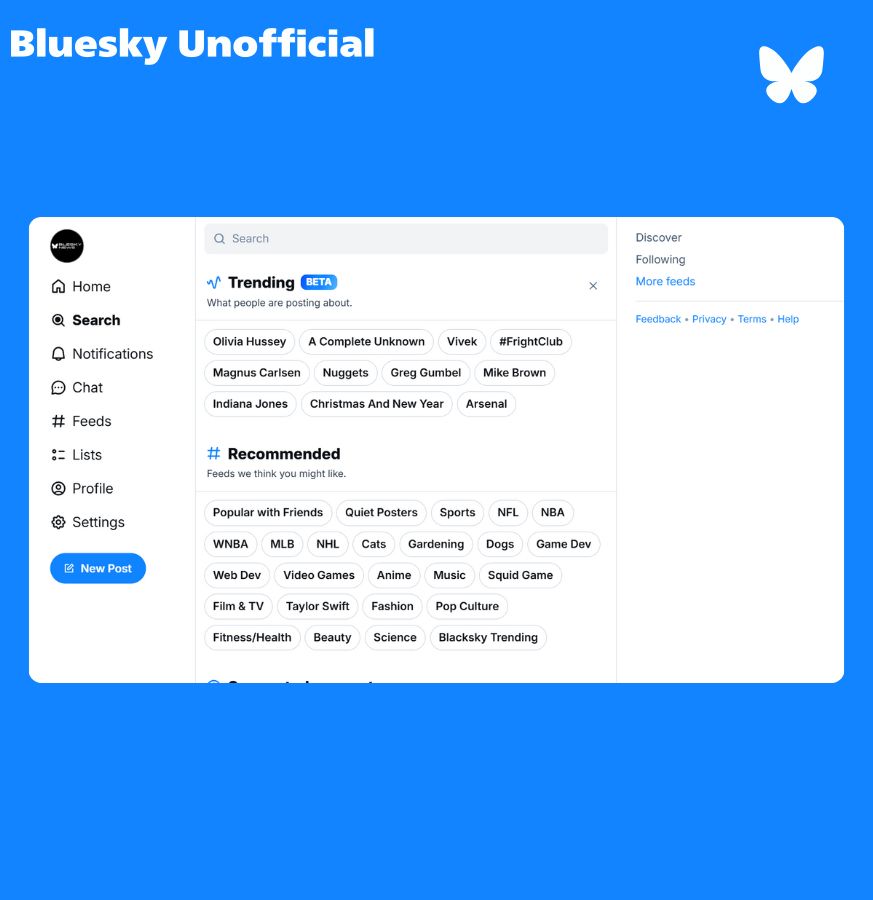 Bluesky Unofficial
BLUESKY
NEWS
Home
Search
Notifications
Chat
Feeds
Lists
Profile
Settings
New Post
Search
Trending BETA
What people are posting about.
Olivia Hussey A Complete Unknown Vivek #FrightClub
Magnus Carlsen Nuggets Greg Gumbel Mike Brown
Indiana Jones Christmas And New Year Arsenal
Recommended
Feeds we think you might like.
Popular with Friends Quiet Posters Sports NFL NBA
WNBA MLB NHL Cats Gardening Dogs Game Dev
Web Dev Video Games Anime Music Squid Game
Film & TV Taylor Swift Fashion Pop Culture
Fitness/Health Beauty Science Blacksky Trending
Discover
Following
More feeds
Feedback • Privacy • Terms • Help